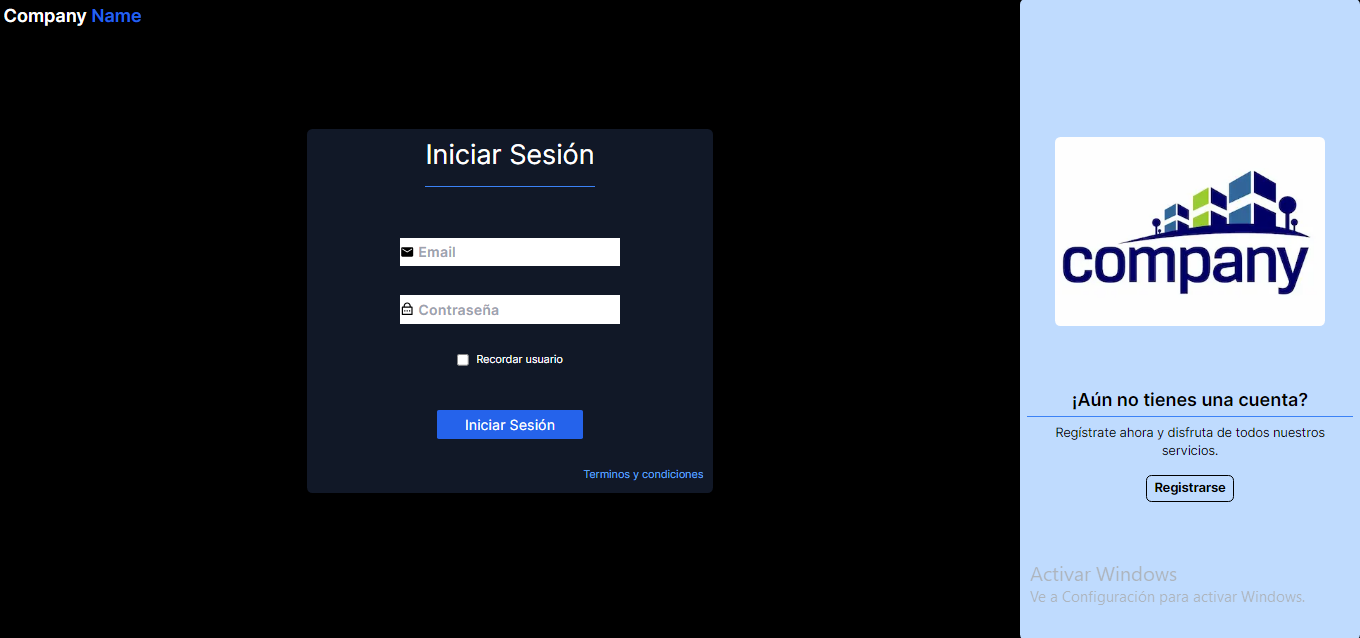 Company Name
Iniciar Sesión
Email
Contraseña
Recordar usuario
Iniciar Sesión
Terminos y condiciones
company
¡Aún no tienes una cuenta?
Regístrate ahora y disfruta de todos nuestros
servicios.
Registrarse
Activar Windows
Ve a Configuración para activar Windows.